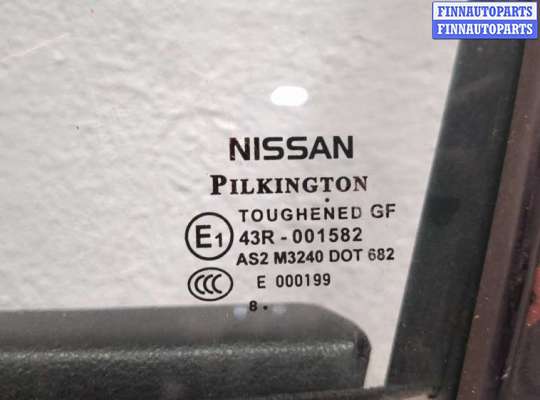 FINNAUTOPARTS
FINNAUTOPARTS
NISSAN
PILKINGTON
TOUGHENED GF
E1 43R - 001582
AS2 M3240 DOT 682
CCC E 000199
8 .